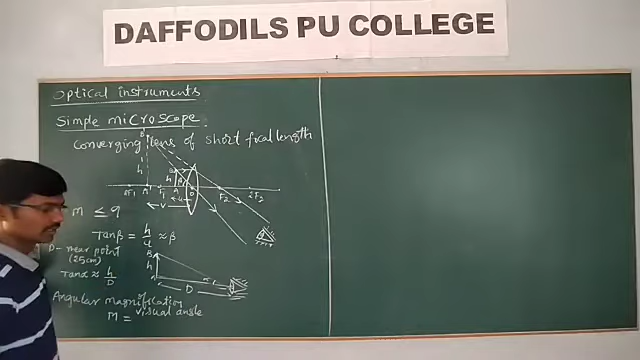 DAFFODILS PU COLLEGE
Optical instruments
Simple microscope.
Converging lens of short focal length
h
2F1
F1
A
O
F2
2F2
u
v
m ≤ 9
Tanβ = h/u ≈ β
D - near point
(25cm)
Tanα ≈ h/D
B
h
D
Angular magnification
M = visual angle